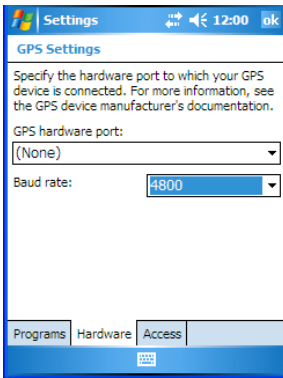 Settings 12:00 ok
GPS Settings
Specify the hardware port to which your GPS
device is connected. For more information, see
the GPS device manufacturer's documentation.
GPS hardware port:
(None)
Baud rate: 4800
Programs Hardware Access